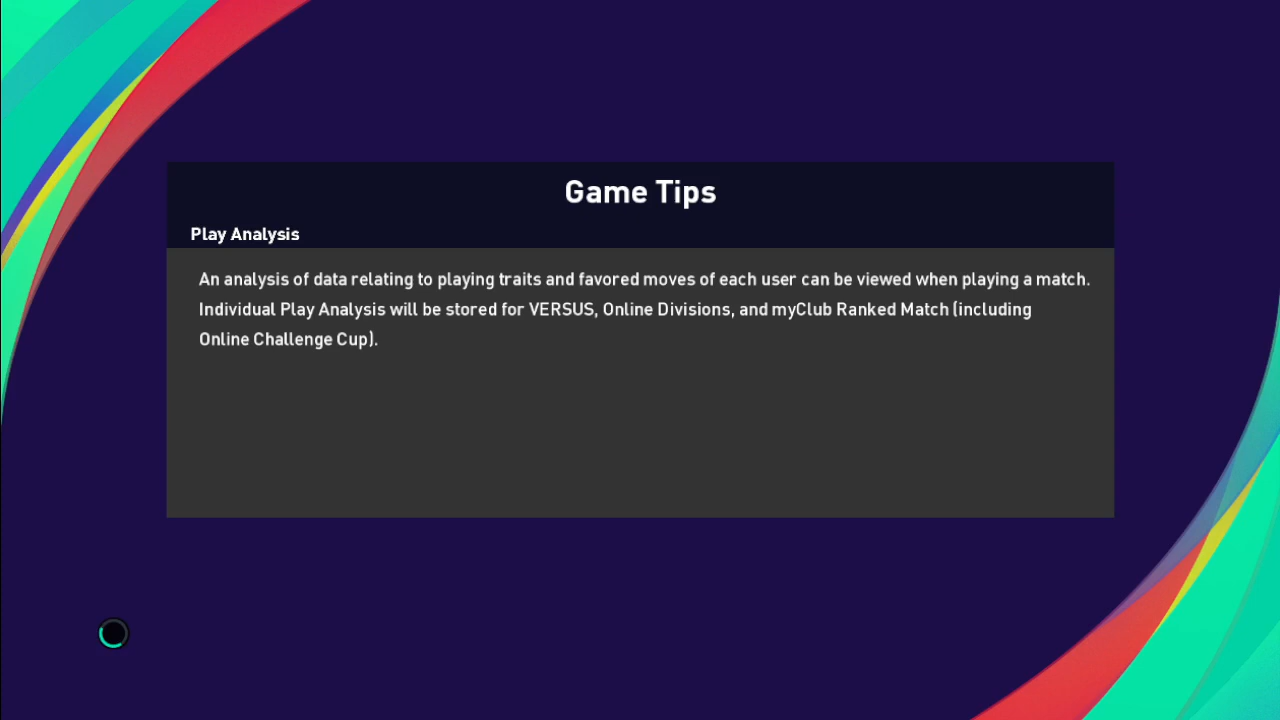 Game Tips
Play Analysis
An analysis of data relating to playing traits and favored moves of each user can be viewed when playing a match.
Individual Play Analysis will be stored for VERSUS, Online Divisions, and myClub Ranked Match (including
Online Challenge Cup).